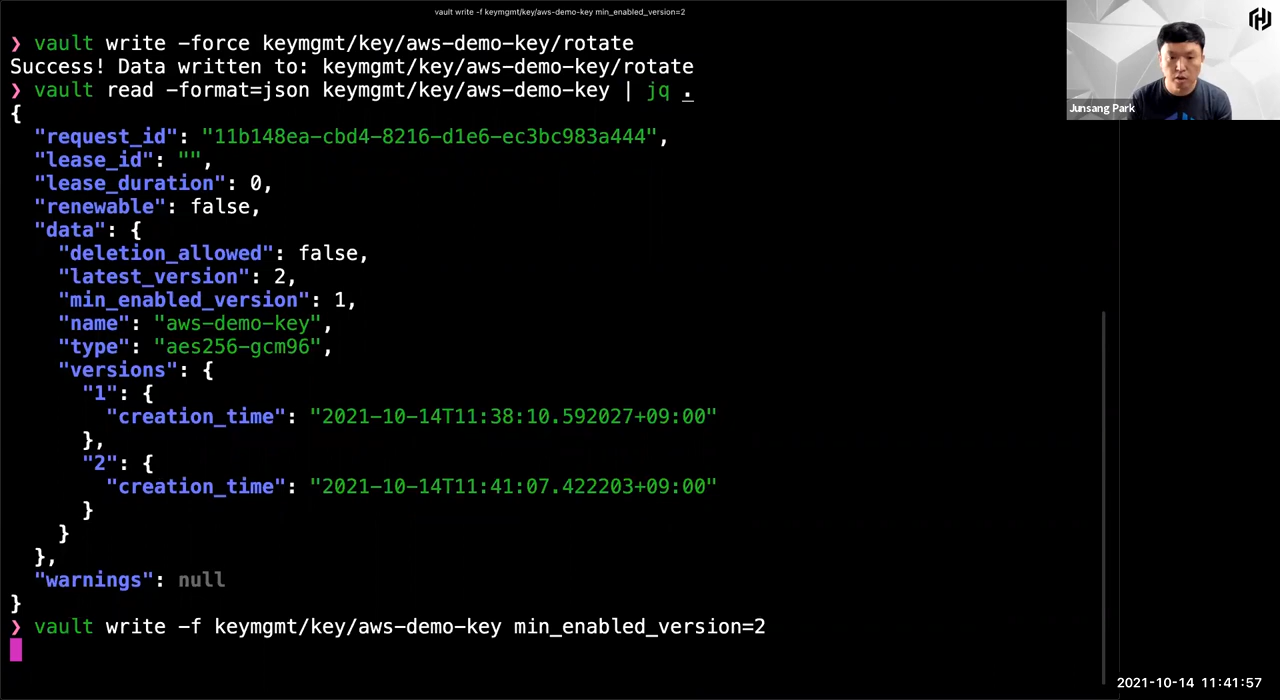 vault write -f keymgmt/key/aws-demo-key min_enabled_version=2
❯ vault write -force keymgmt/key/aws-demo-key/rotate
Success! Data written to: keymgmt/key/aws-demo-key/rotate
❯ vault read -format=json keymgmt/key/aws-demo-key | jq .
{
  "request_id": "11b148ea-cbd4-8216-d1e6-ec3bc983a444",
  "lease_id": "",
  "lease_duration": 0,
  "renewable": false,
  "data": {
    "deletion_allowed": false,
    "latest_version": 2,
    "min_enabled_version": 1,
    "name": "aws-demo-key",
    "type": "aes256-gcm96",
    "versions": {
      "1": {
        "creation_time": "2021-10-14T11:38:10.592027+09:00"
      },
      "2": {
        "creation_time": "2021-10-14T11:41:07.422203+09:00"
      }
    }
  },
  "warnings": null
}
❯ vault write -f keymgmt/key/aws-demo-key min_enabled_version=2
Junsang Park
2021-10-14 11:41:57